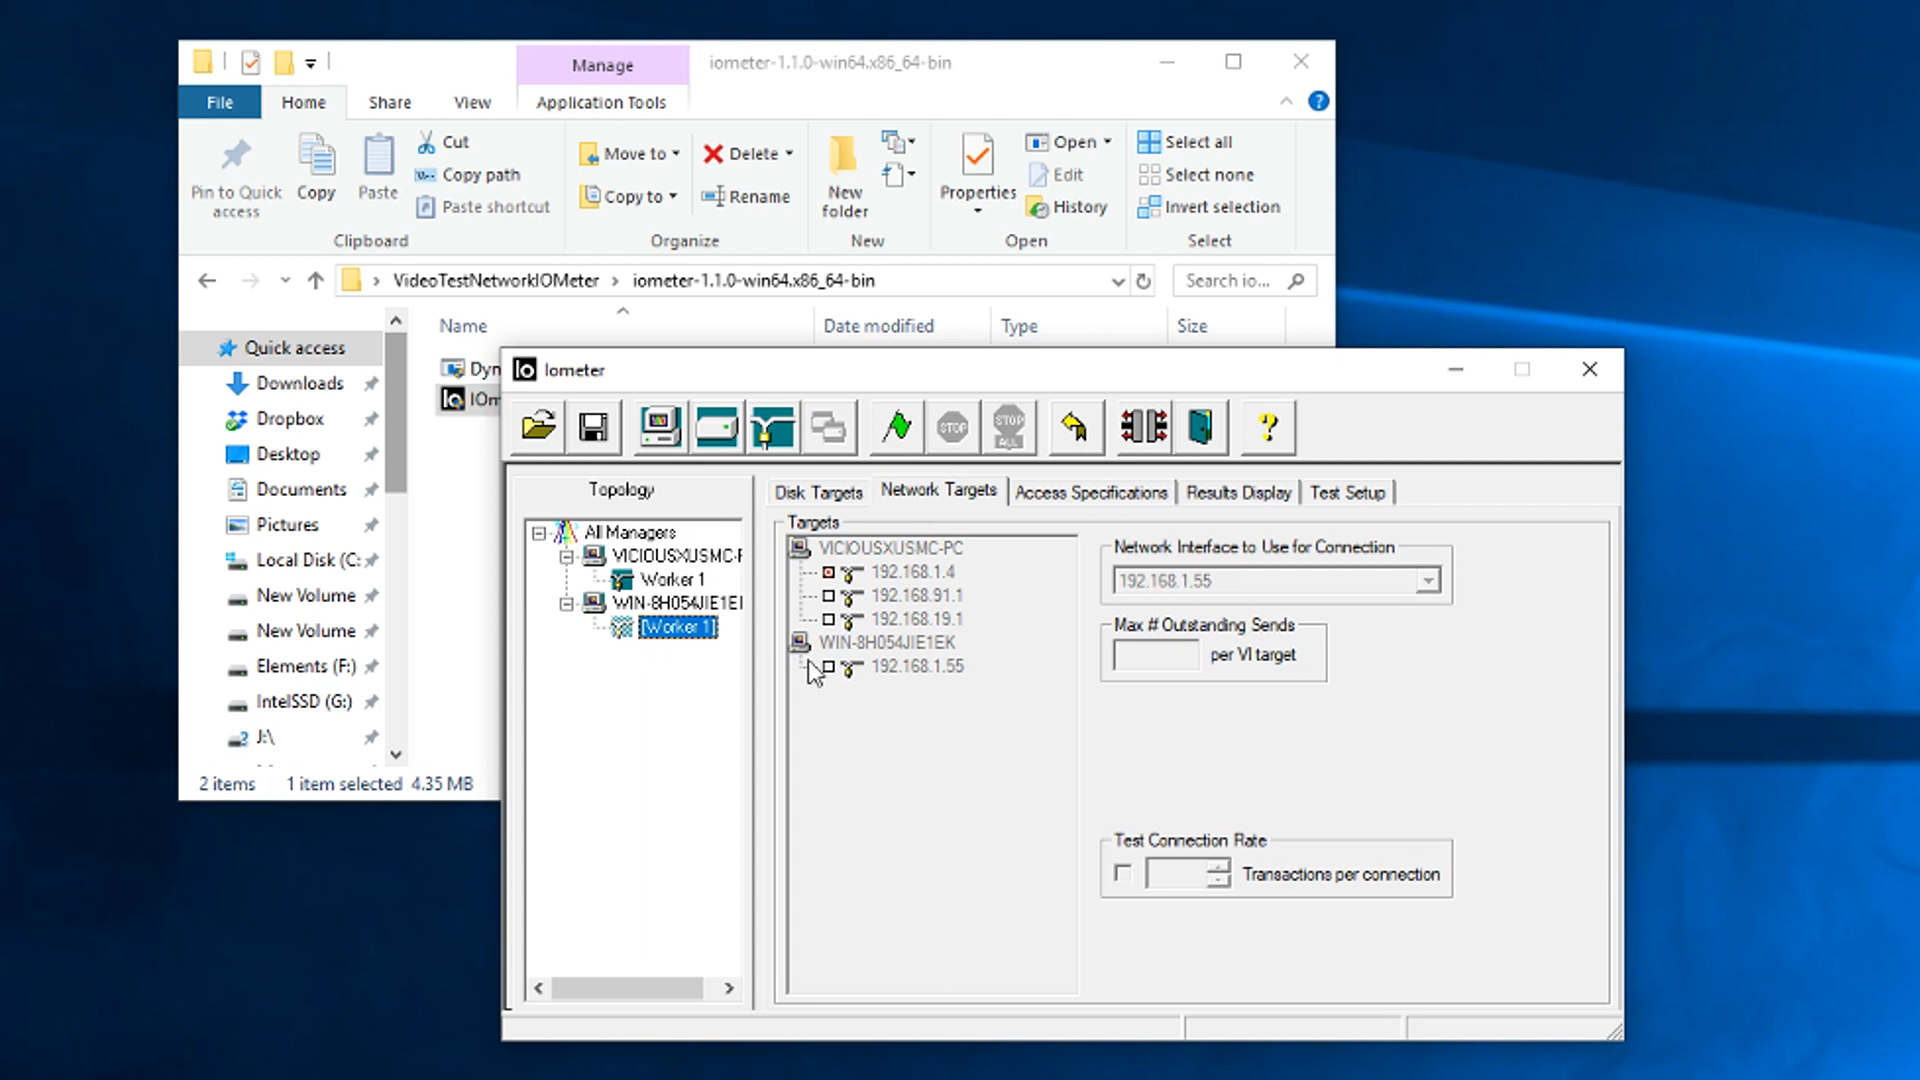 Manage
iometer-1.1.0-win64.x86_64-bin
File
Home
Share
View
Application Tools
Pin to Quick access
Copy
Paste
Cut
Copy path
Paste shortcut
Clipboard
Move to
Copy to
Delete
Rename
Organize
New folder
New
Properties
Open
Edit
History
Open
Select all
Select none
Invert selection
Select
VideoTestNetworkIOMeter > iometer-1.1.0-win64.x86_64-bin
Search io...
Name
Date modified
Type
Size
Quick access
Downloads
Dropbox
Desktop
Documents
Pictures
Local Disk (C:
New Volume
New Volume
Elements (F:)
IntelSSD (G:)
J:\
Dyn
IOm
2 items
1 item selected 4.35 MB
Io
Iometer
STOP
STOP ALL
?
Topology
All Managers
VICIOUSXUSMC-F
Worker 1
WIN-8H054JIE1EI
[Worker 1]
Disk Targets
Network Targets
Access Specifications
Results Display
Test Setup
Targets
VICIOUSXUSMC-PC
192.168.1.4
192.168.91.1
192.168.19.1
WIN-8H054JIE1EK
192.168.1.55
Network Interface to Use for Connection
192.168.1.55
Max # Outstanding Sends
per VI target
Test Connection Rate
Transactions per connection